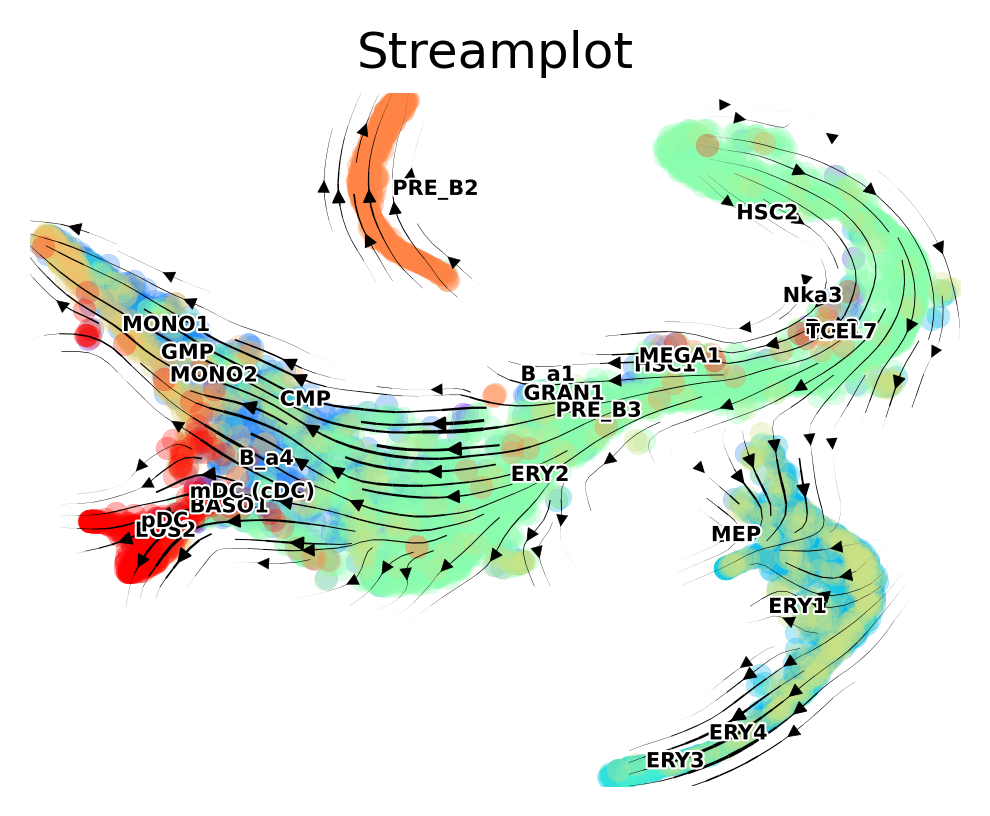 Streamplot
PRE_B2
HSC2
Nka3
TCEL7
MONO1
GMP
MONO2
MEGA1
HSC1
B_a1
GRAN1
PRE_B3
CMP
B_a4
ERY2
mDC (cDC)
BASO1
pDC
MEP
ERY1
ERY4
ERY3